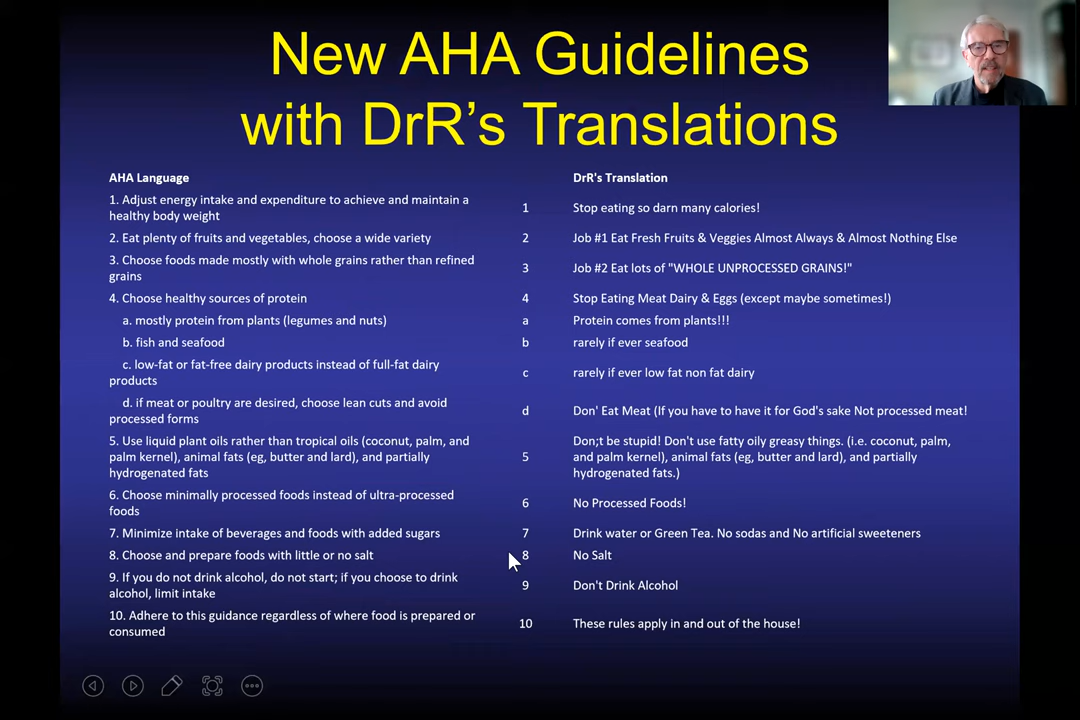 New AHA Guidelines
with DrR's Translations
AHA Language
DrR's Translation
1. Adjust energy intake and expenditure to achieve and maintain a
healthy body weight
1
Stop eating so darn many calories!
2. Eat plenty of fruits and vegetables, choose a wide variety
2
Job #1 Eat Fresh Fruits & Veggies Almost Always & Almost Nothing Else
3. Choose foods made mostly with whole grains rather than refined
grains
3
Job #2 Eat lots of "WHOLE UNPROCESSED GRAINS!"
4. Choose healthy sources of protein
4
Stop Eating Meat Dairy & Eggs (except maybe sometimes!)
a. mostly protein from plants (legumes and nuts)
a
Protein comes from plants!!!
b. fish and seafood
b
rarely if ever seafood
c. low-fat or fat-free dairy products instead of full-fat dairy
products
c
rarely if ever low fat non fat dairy
d. if meat or poultry are desired, choose lean cuts and avoid
processed forms
d
Don' Eat Meat (If you have to have it for God's sake Not processed meat!
5. Use liquid plant oils rather than tropical oils (coconut, palm, and
palm kernel), animal fats (eg, butter and lard), and partially
hydrogenated fats
5
Don;t be stupid! Don't use fatty oily greasy things. (i.e. coconut, palm,
and palm kernel), animal fats (eg, butter and lard), and partially
hydrogenated fats.)
6. Choose minimally processed foods instead of ultra-processed
foods
6
No Processed Foods!
7. Minimize intake of beverages and foods with added sugars
7
Drink water or Green Tea. No sodas and No artificial sweeteners
8. Choose and prepare foods with little or no salt
8
No Salt
9. If you do not drink alcohol, do not start; if you choose to drink
alcohol, limit intake
9
Don't Drink Alcohol
10. Adhere to this guidance regardless of where food is prepared or
consumed
10
These rules apply in and out of the house!